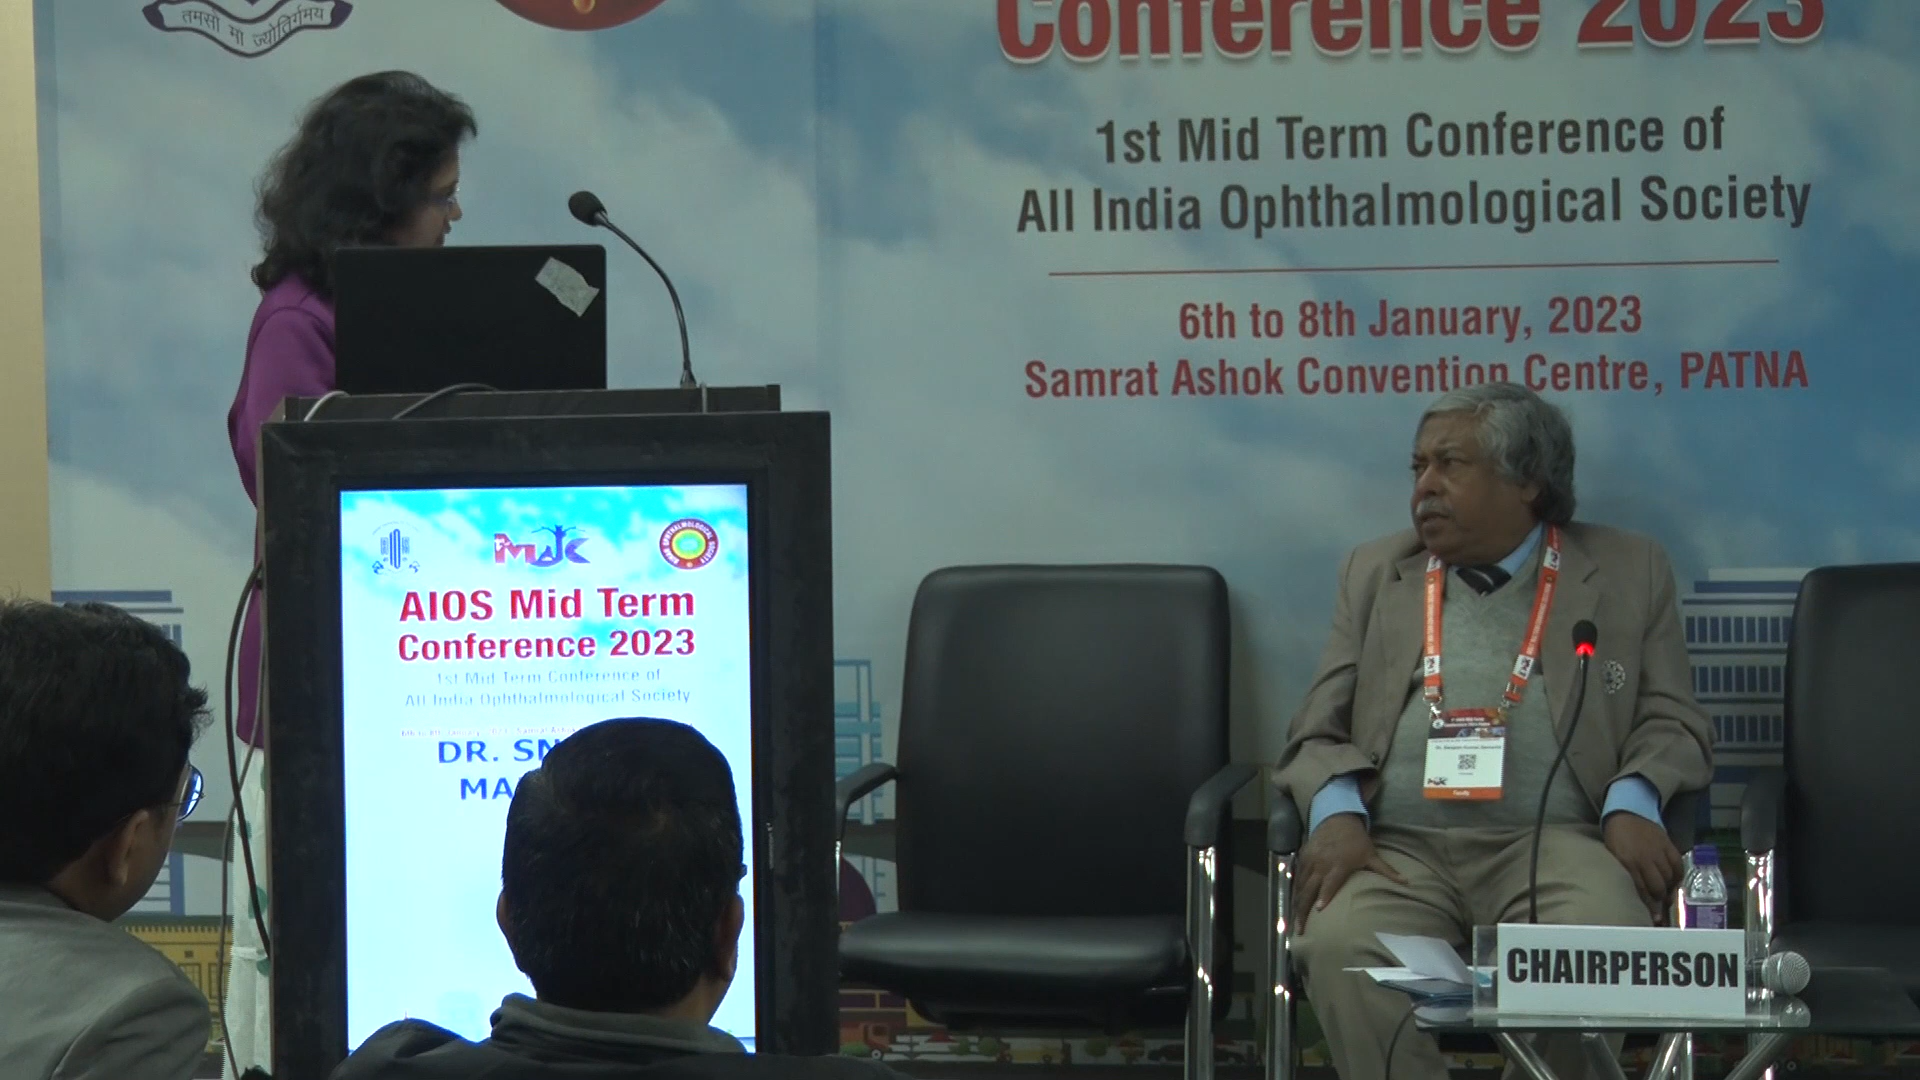 तमसो मा ज्योतिर्गमय
Conference 2023
1st Mid Term Conference of
All India Ophthalmological Society
6th to 8th January, 2023
Samrat Ashok Convention Centre, PATNA
AIOS Mid Term
Conference 2023
1st Mid Term Conference of
All India Ophthalmological Society
DR.
CHAIRPERSON
Faculty